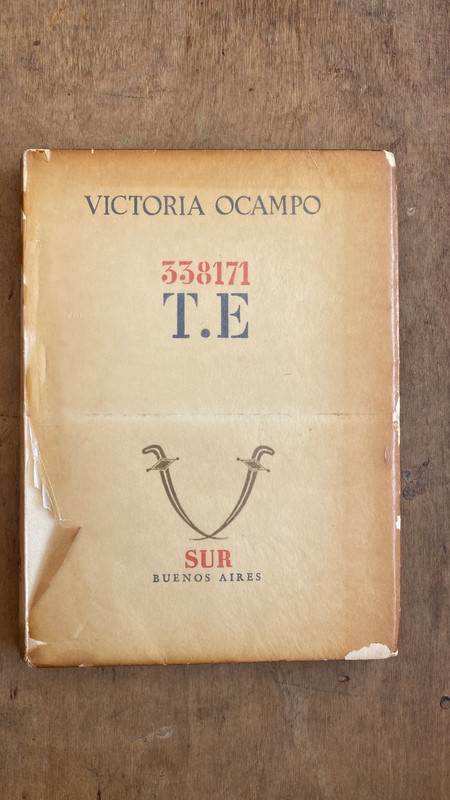 VICTORIA OCAMPO
338171
T.E
SUR
BUENOS AIRES